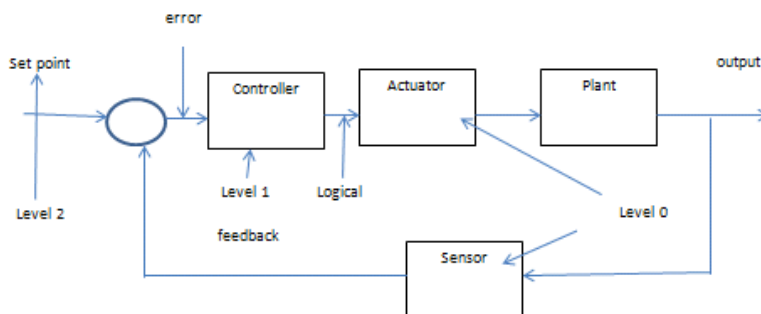 error
Set point
Controller
Actuator
Plant
output
Level 1
Logical
Level 2
Level 0
feedback
Sensor